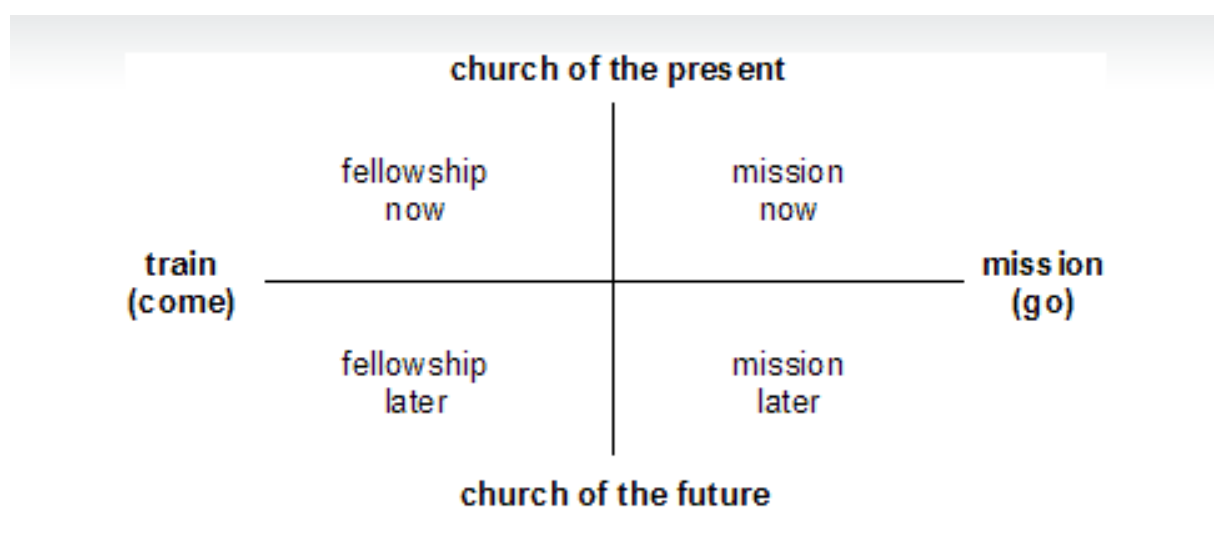 church of the present
fellowship
now
mission
now
train
(come)
mission
(go)
fellowship
later
mission
later
church of the future